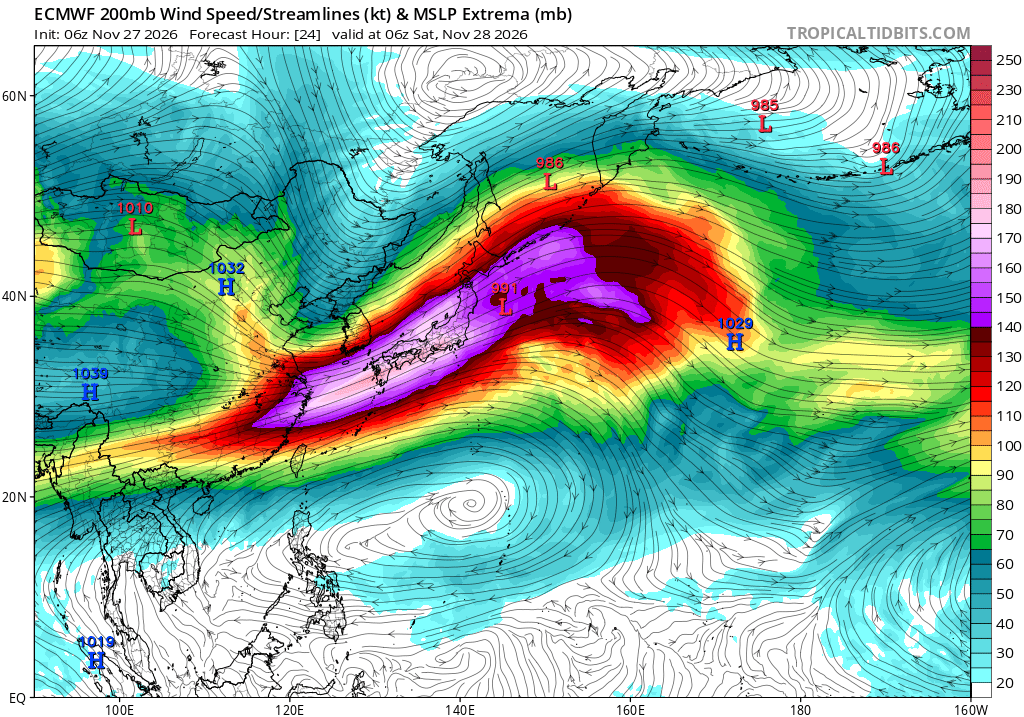 ECMWF 200mb Wind Speed/Streamlines (kt) & MSLP Extrema (mb)
Init: 06z Nov 27 2026   Forecast Hour: [24]   valid at 06z Sat, Nov 28 2026
TROPICALTIDBITS.COM
60N
40N
20N
EQ
985
L
986
L
988
L
1010
L
1032
H
991
L
1029
H
1039
H
1019
H
100E
120E
140E
160E
180
160W
250
230
210
200
190
180
170
160
150
140
130
120
110
100
90
80
70
60
50
40
30
20